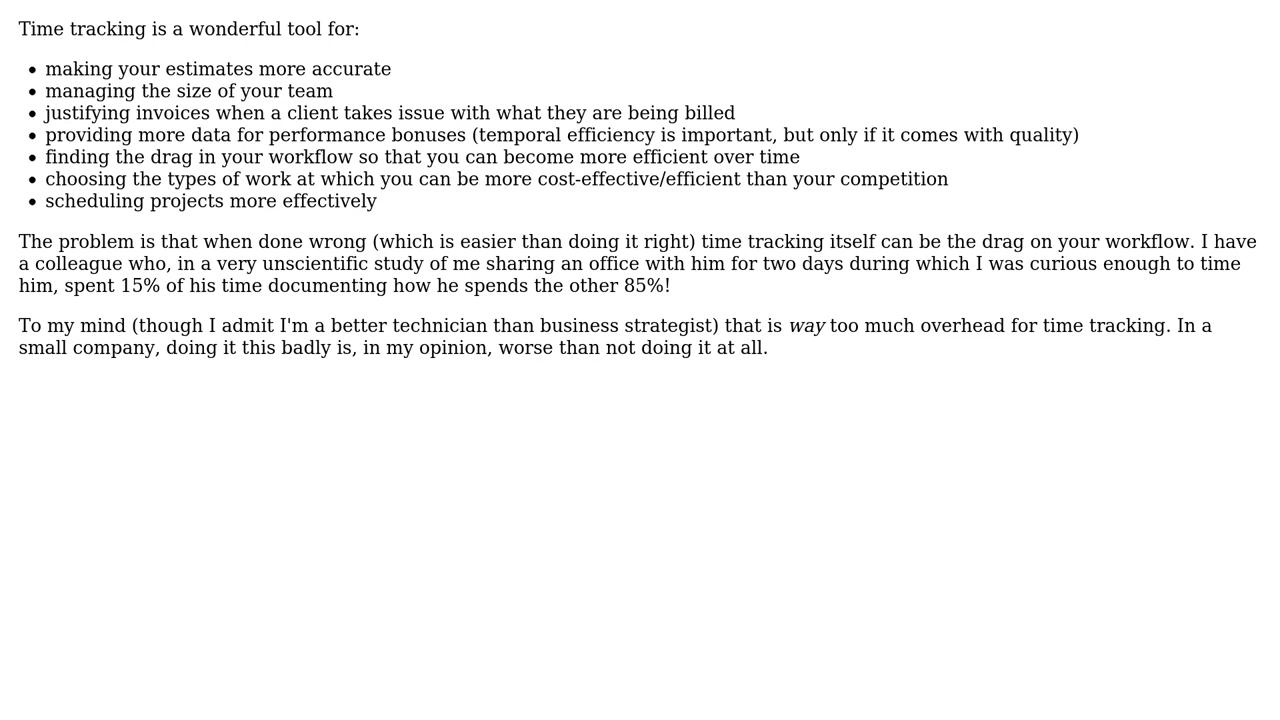 Time tracking is a wonderful tool for:
• making your estimates more accurate
• managing the size of your team
• justifying invoices when a client takes issue with what they are being billed
• providing more data for performance bonuses (temporal efficiency is important, but only if it comes with quality)
• finding the drag in your workflow so that you can become more efficient over time
• choosing the types of work at which you can be more cost-effective/efficient than your competition
• scheduling projects more effectively
The problem is that when done wrong (which is easier than doing it right) time tracking itself can be the drag on your workflow. I have
a colleague who, in a very unscientific study of me sharing an office with him for two days during which I was curious enough to time
him, spent 15% of his time documenting how he spends the other 85%!
To my mind (though I admit I'm a better technician than business strategist) that is way too much overhead for time tracking. In a
small company, doing it this badly is, in my opinion, worse than not doing it at all.